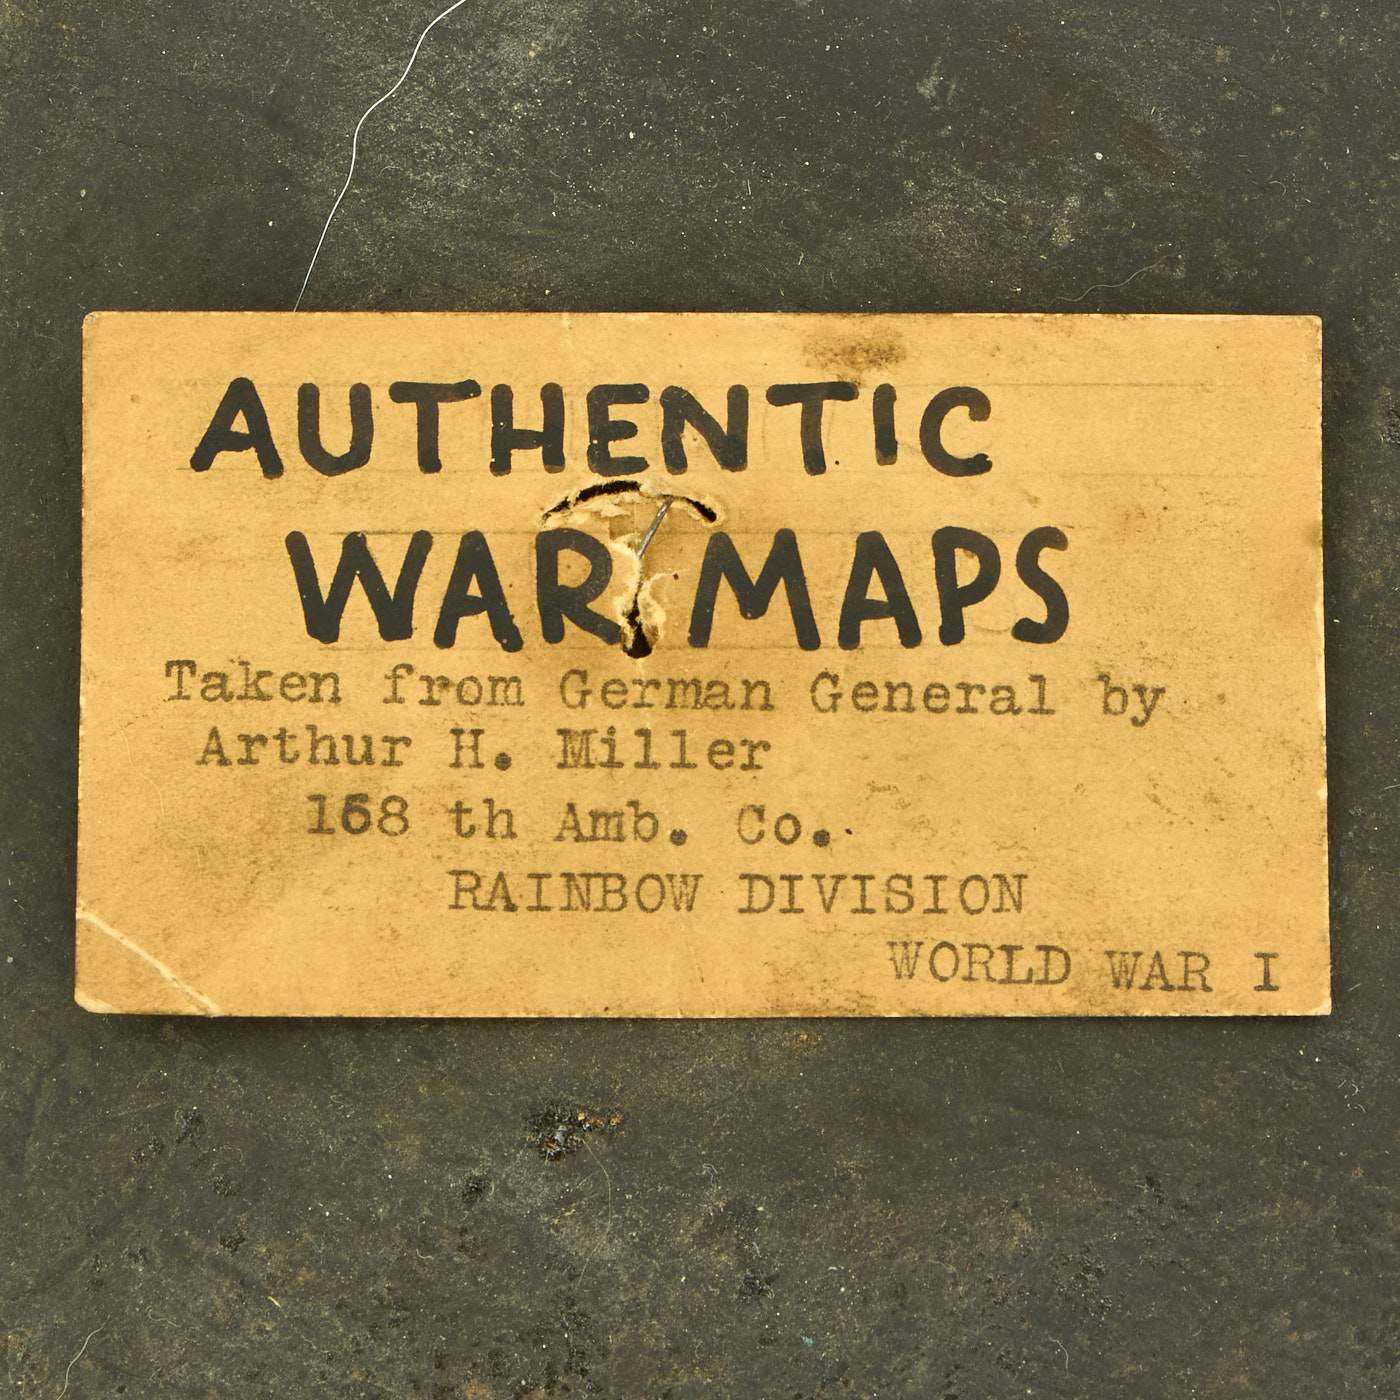 AUTHENTIC
WAR MAPS
Taken from German General by
Arthur H. Miller
168 th Amb. Co.
RAINBOW DIVISION
WORLD WAR I